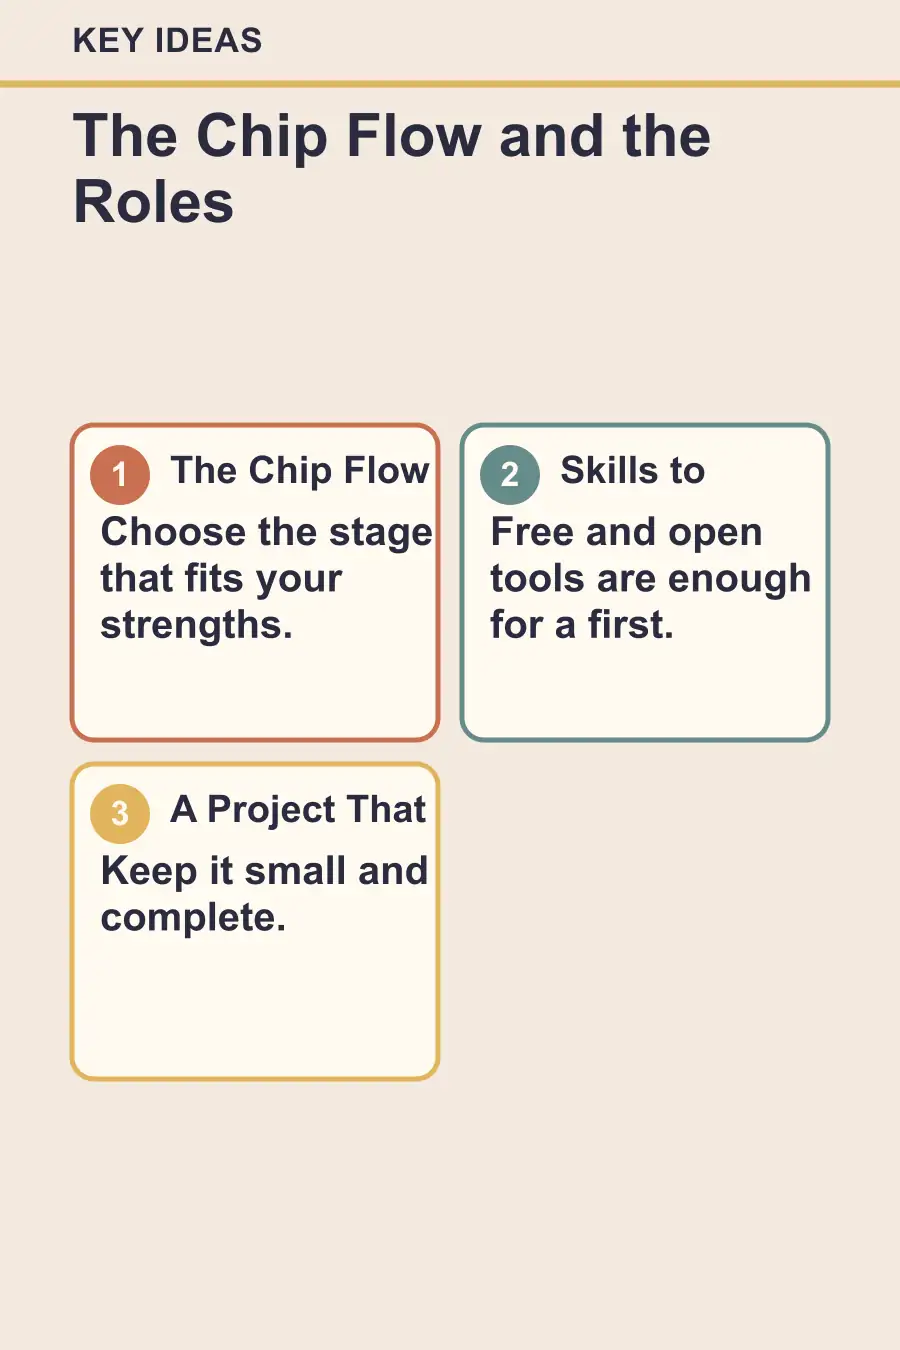 KEY IDEAS
The Chip Flow and the
Roles
1
The Chip Flow
Choose the stage
that fits your
strengths.
2
Skills to
Free and open
tools are enough
for a first.
3
A Project That
Keep it small and
complete.